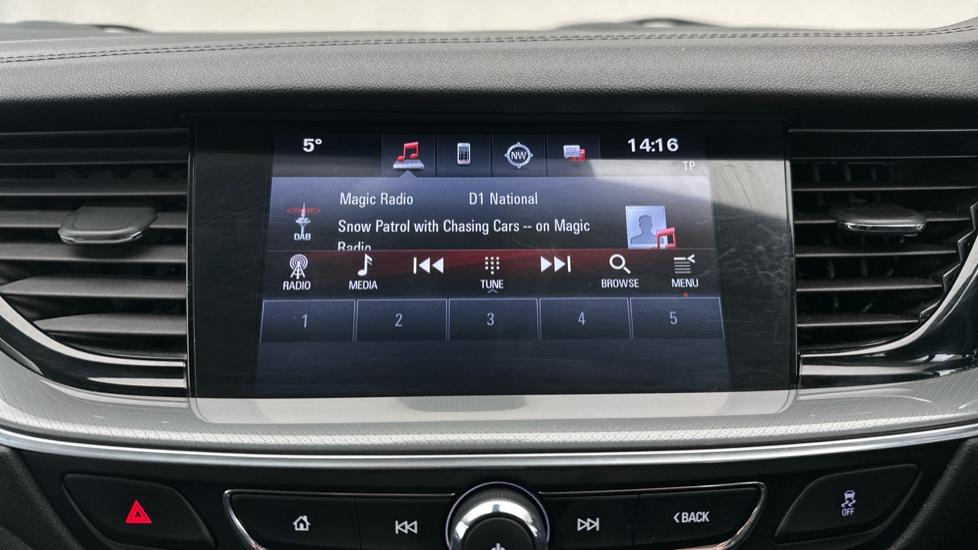 5° NW 14:16
TP
Magic Radio D1 National
DAB Snow Patrol with Chasing Cars -- on Magic
Radio
RADIO MEDIA TUNE BROWSE MENU
1 2 3 4 5
BACK OFF